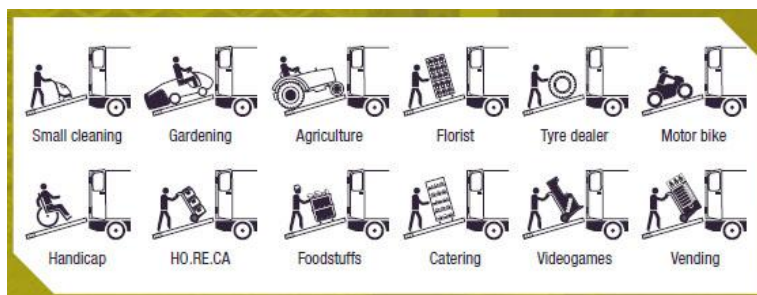 Small cleaning Gardening Agriculture Florist Tyre dealer Motor bike
Handicap HO.RE.CA Foodstuffs Catering Videogames Vending